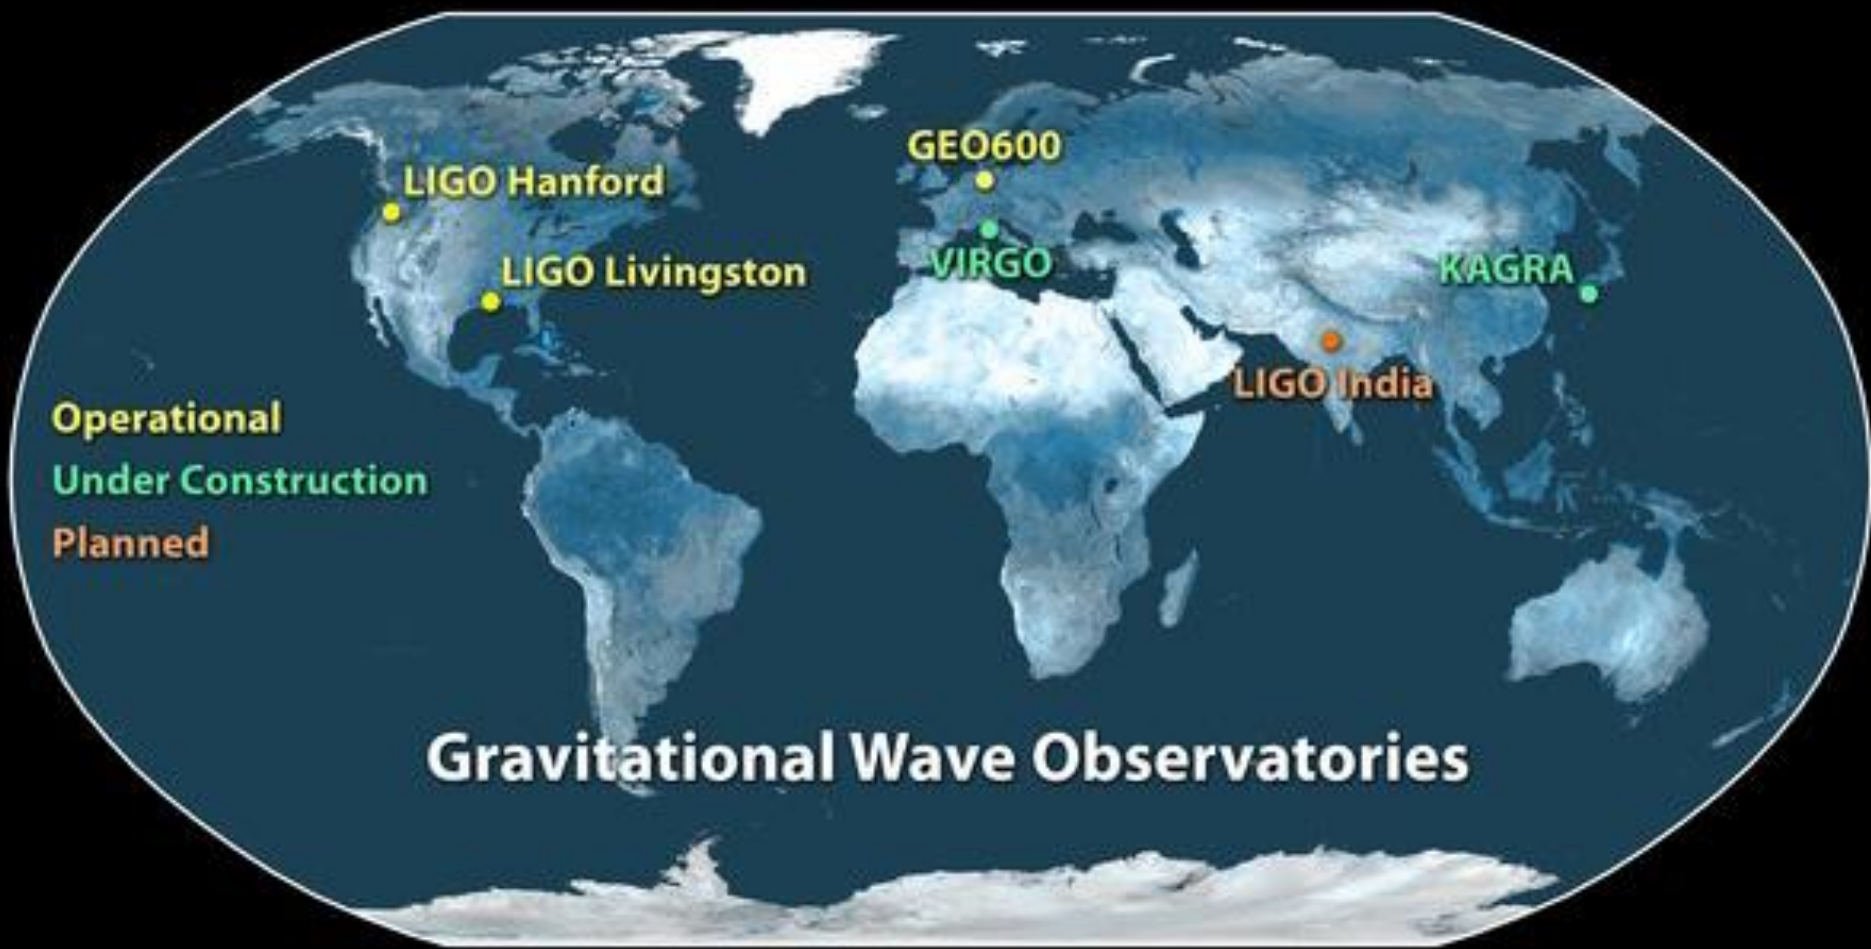 GEO600
LIGO Hanford
VIRGO
KAGRA
LIGO Livingston
LIGO India
Operational
Under Construction
Planned
Gravitational Wave Observatories